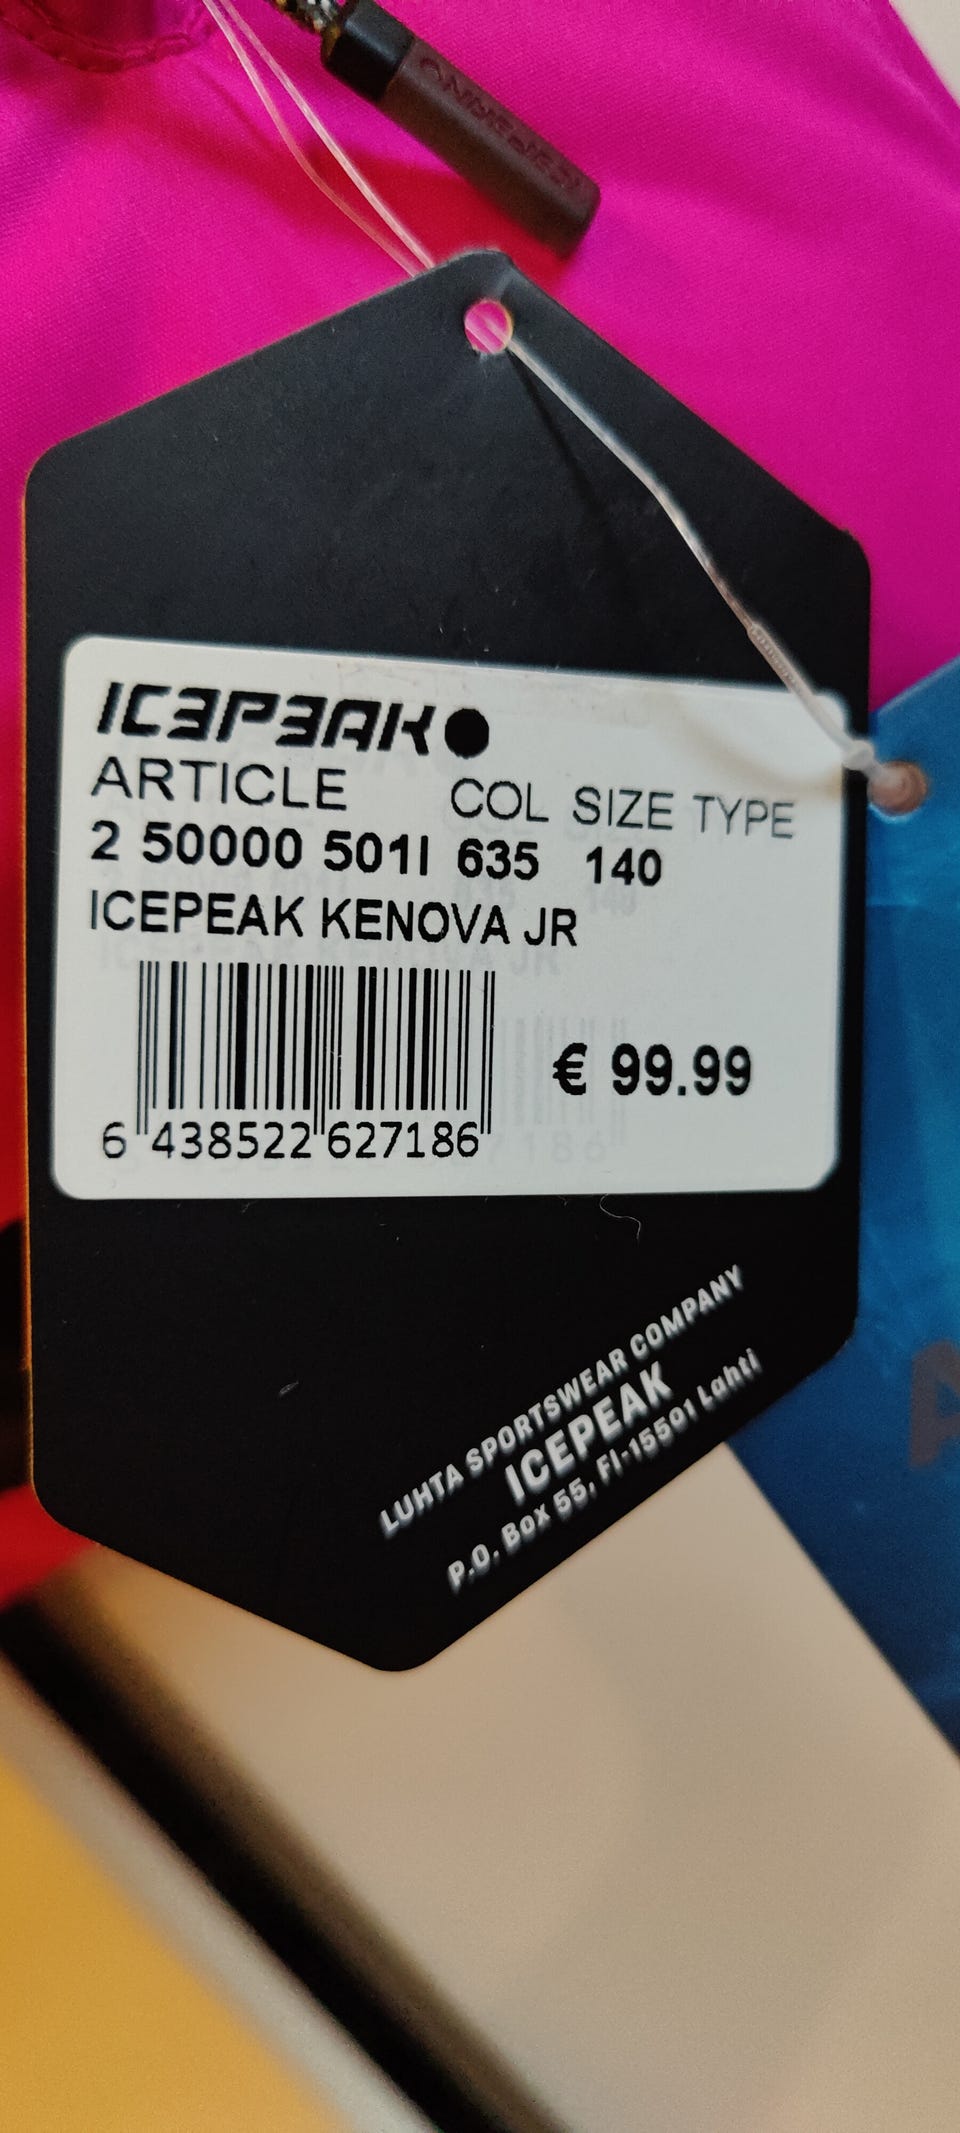 ICEPEAK
ARTICLE COL SIZE TYPE
2 50000 501I 635 140
ICEPEAK KENOVA JR
€ 99.99
6 438522 627186
LUHTA SPORTSWEAR COMPANY
ICEPEAK
P.O. Box 55, FI-15501 Lahti